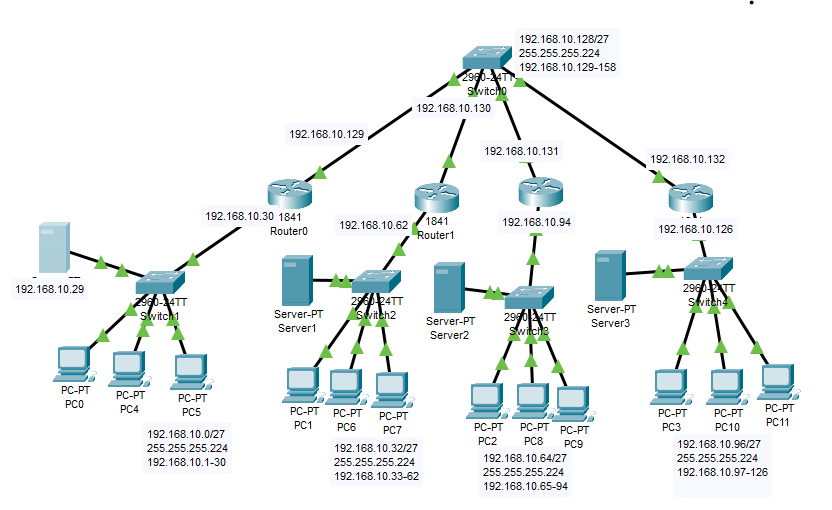 192.168.10.128/27
255.255.255.224
192.168.10.129-158
2960-24TT
Switch0
192.168.10.129
192.168.10.130
192.168.10.131
192.168.10.132
192.168.10.30
1841
Router0
192.168.10.62
1841
Router1
192.168.10.94
192.168.10.126
192.168.10.29
2960-24TT
Switch1
Server-PT
Server1
2960-24TT
Switch2
Server-PT
Server2
2960-24TT
Switch3
Server-PT
Server3
2960-24TT
Switch4
PC-PT
PC0
PC-PT
PC4
PC-PT
PC5
PC-PT
PC1
PC-PT
PC6
PC-PT
PC7
PC-PT
PC2
PC-PT
PC8
PC-PT
PC9
PC-PT
PC3
PC-PT
PC10
PC-PT
PC11
192.168.10.0/27
255.255.255.224
192.168.10.1-30
192.168.10.32/27
255.255.255.224
192.168.10.33-62
192.168.10.64/27
255.255.255.224
192.168.10.65-94
192.168.10.96/27
255.255.255.224
192.168.10.97-126